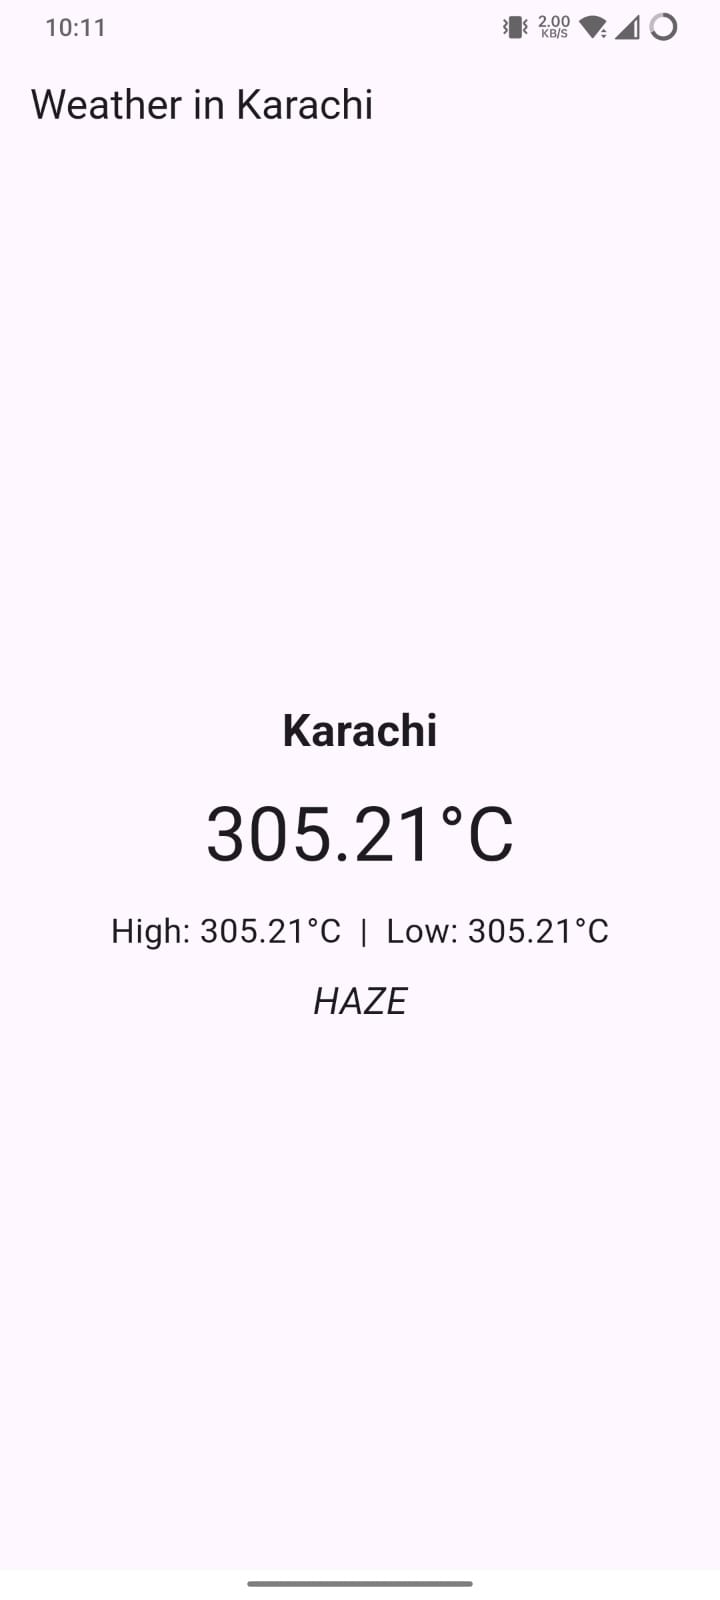 10:11
2.00
KB/S
Weather in Karachi
Karachi
305.21°C
High: 305.21°C | Low: 305.21°C
HAZE